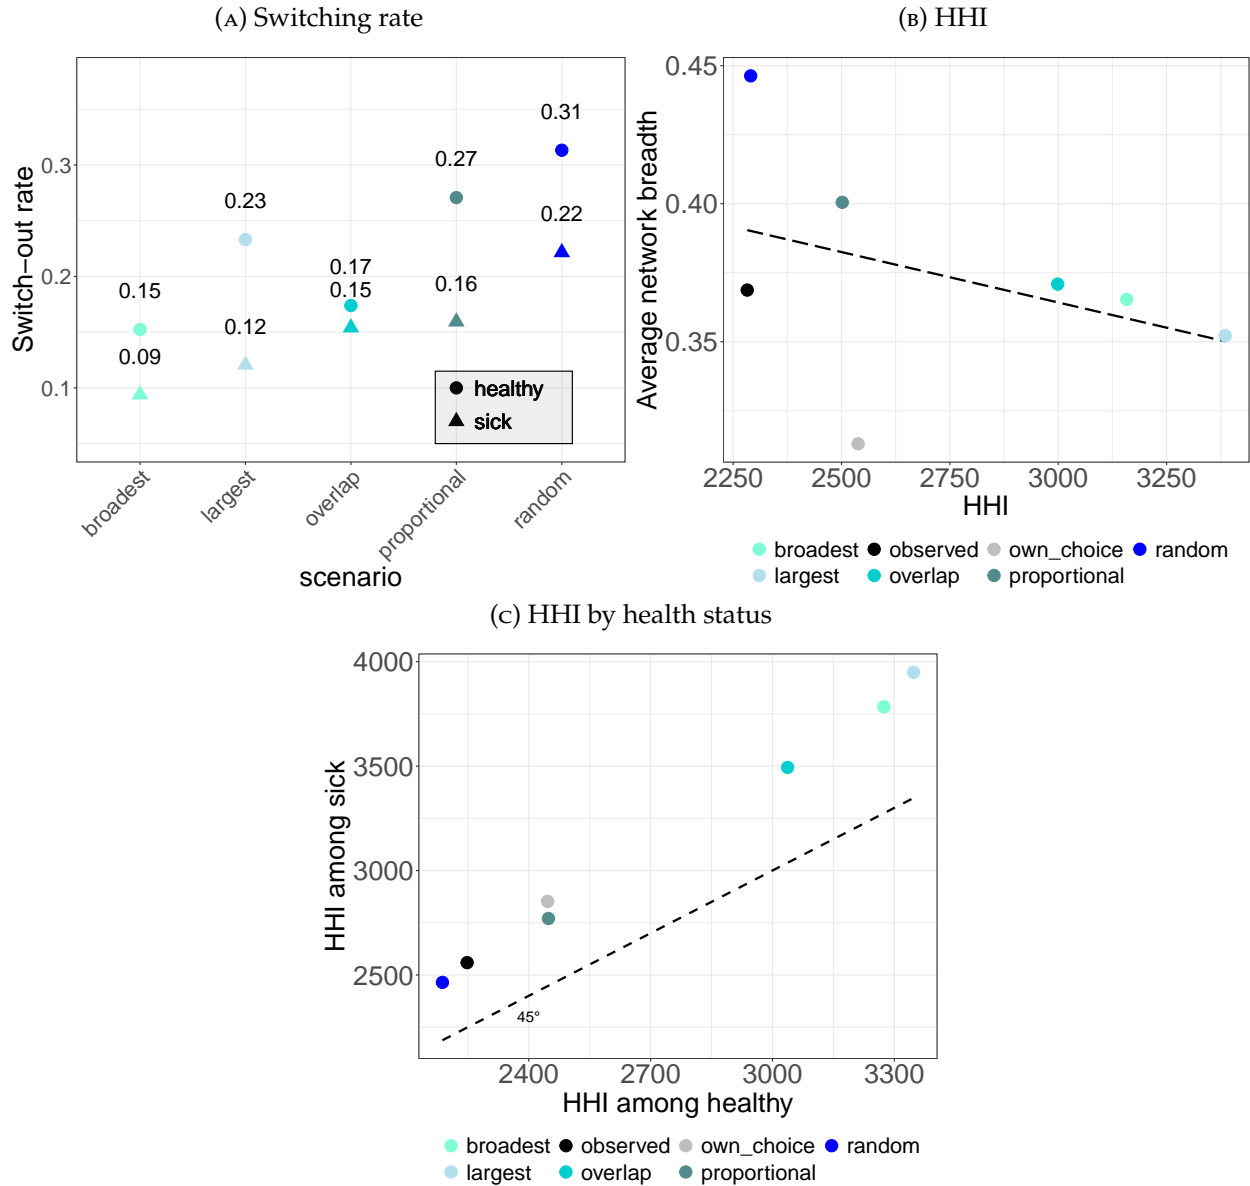 (A) Switching rate
(B) HHI
Switch−out rate
0.3
0.2
0.1
0.15
0.09
0.23
0.12
0.17
0.15
0.27
0.16
0.31
0.22
healthy
sick
broadest
largest
overlap
proportional
random
scenario
Average network breadth
0.45
0.40
0.35
2250 2500 2750 3000 3250
HHI
broadest observed own_choice random
largest overlap proportional
(C) HHI by health status
HHI among sick
4000
3500
3000
2500
45°
2400 2700 3000 3300
HHI among healthy
broadest observed own_choice random
largest overlap proportional